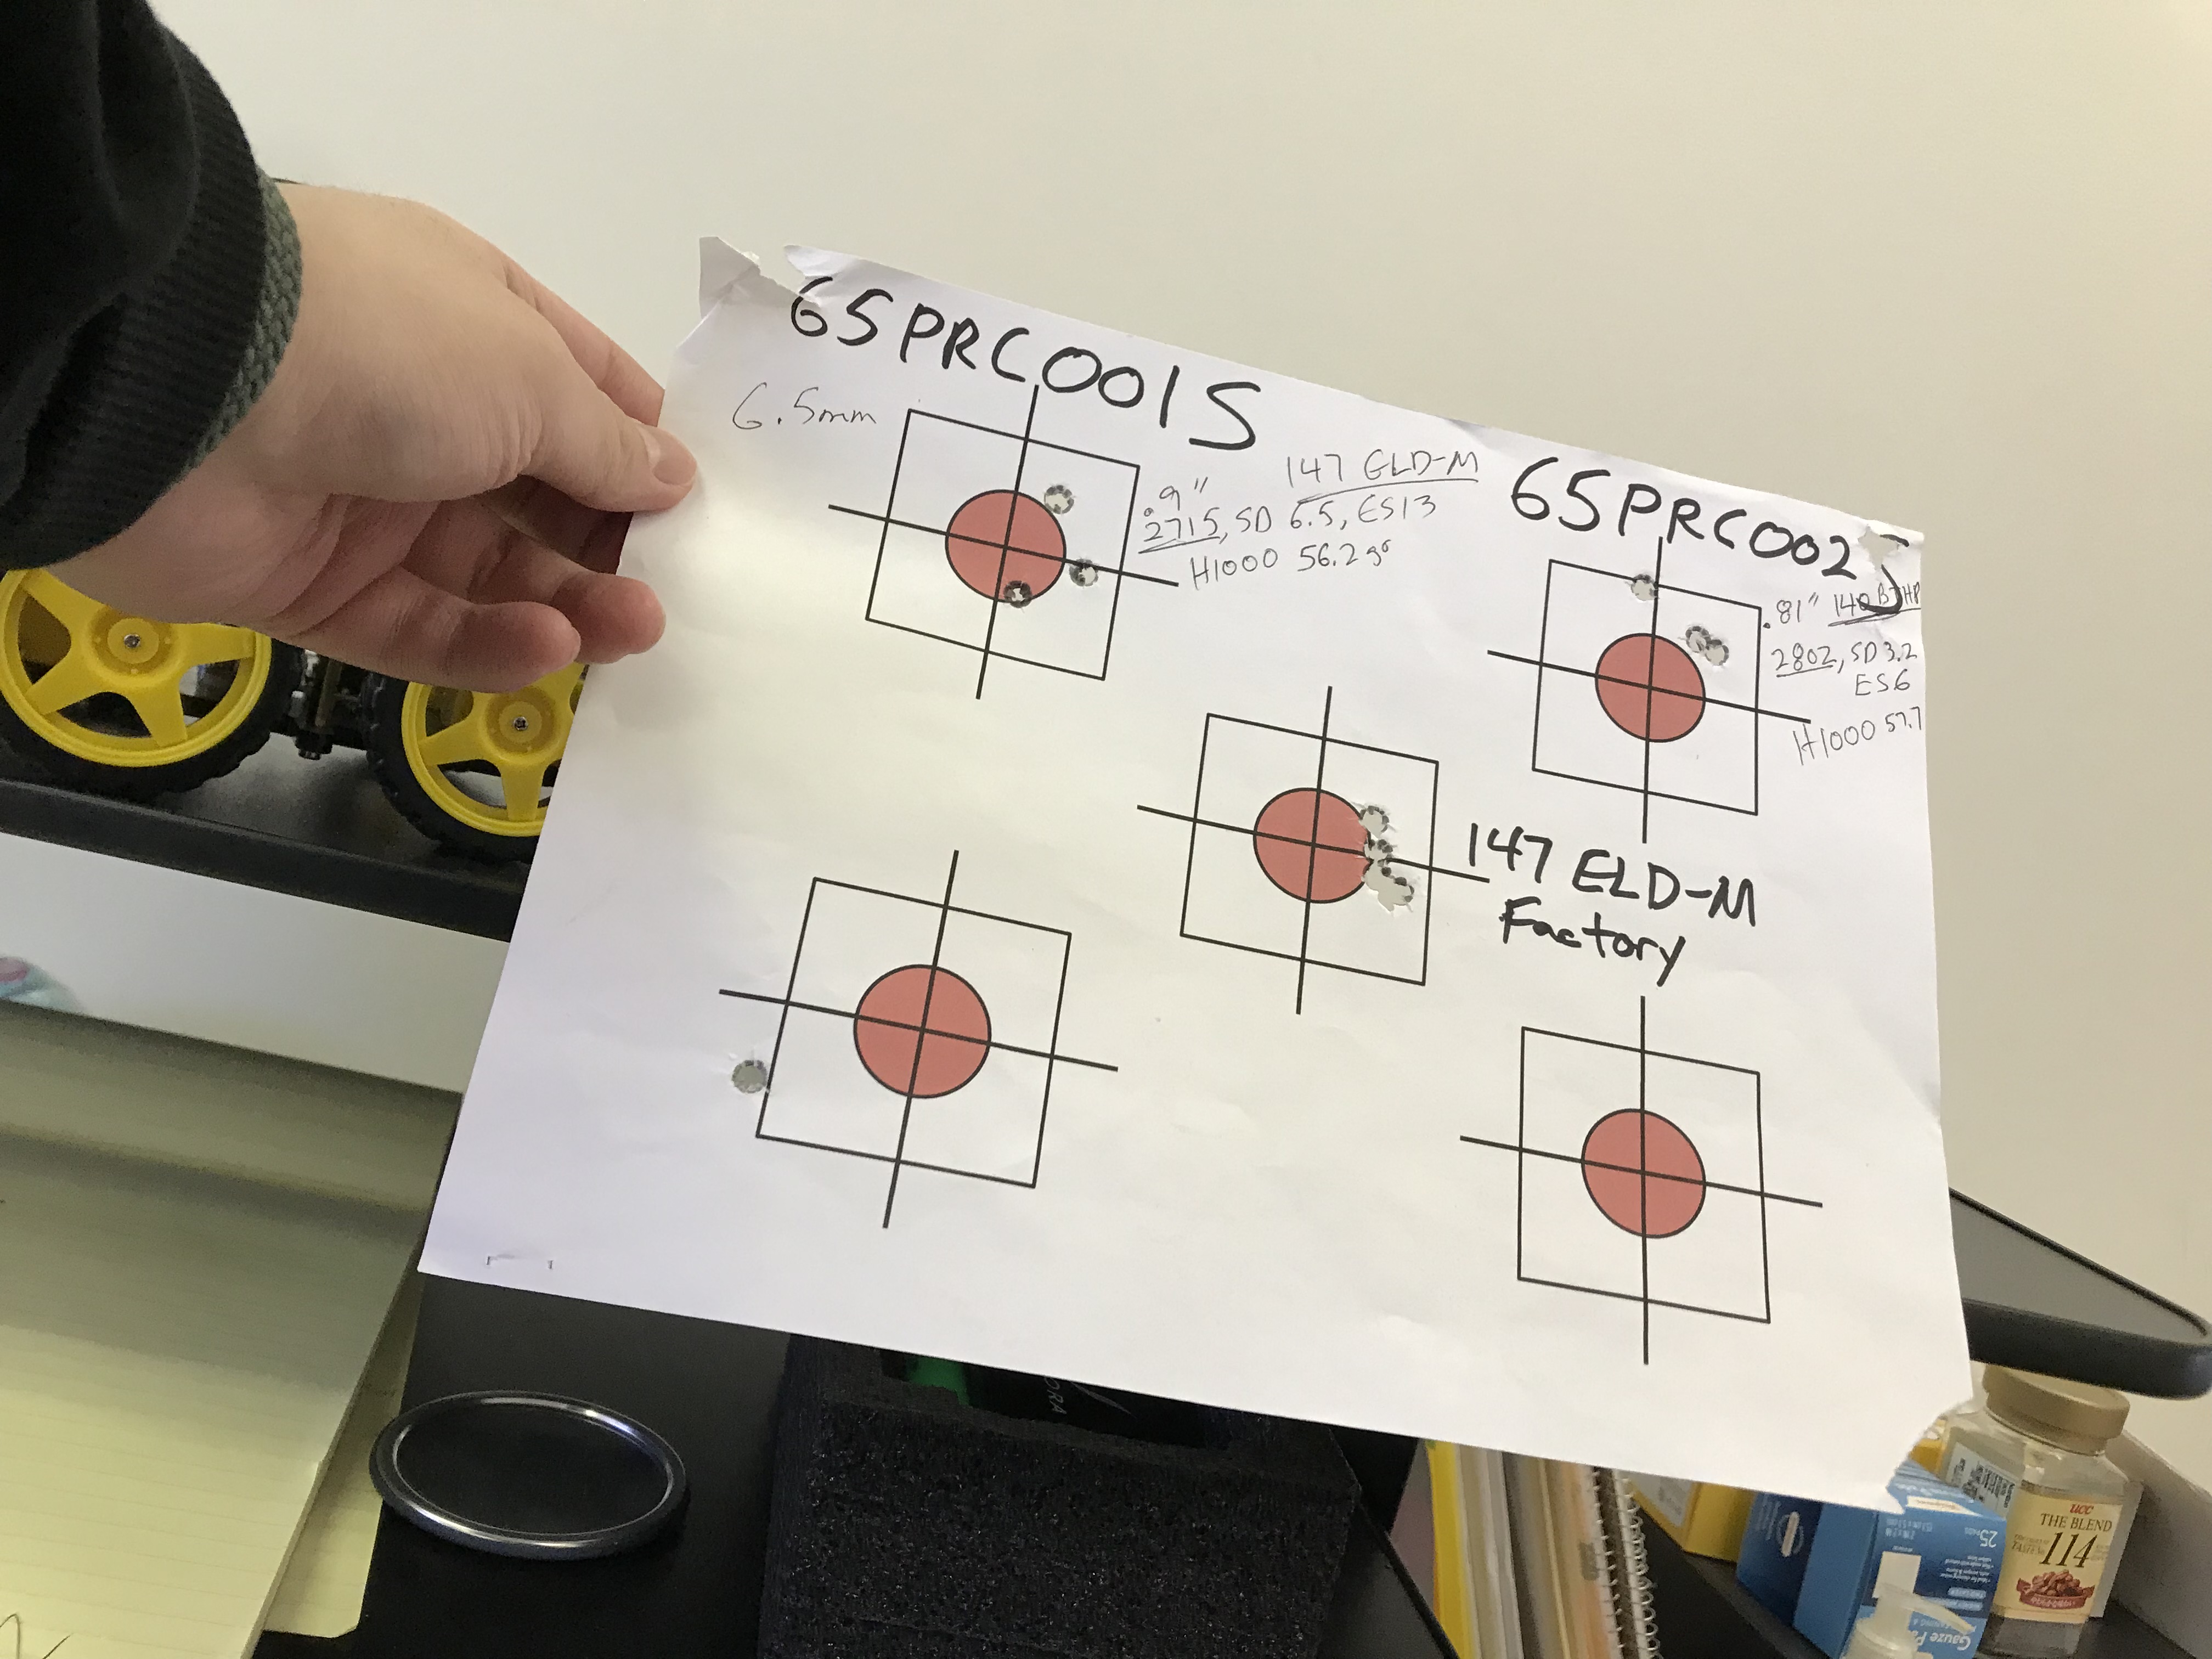 65PRC001S
6.5mm
.9"
147 ELD-M
2715, SD 6.5, ES13
H1000 56.2 gr
65PRC002S
.81" 140 BTHP
2802, SD 3.2
ES6
H1000 57.7
147 ELD-M
Factory
ucc
THE BLEND
114
25
Gauze